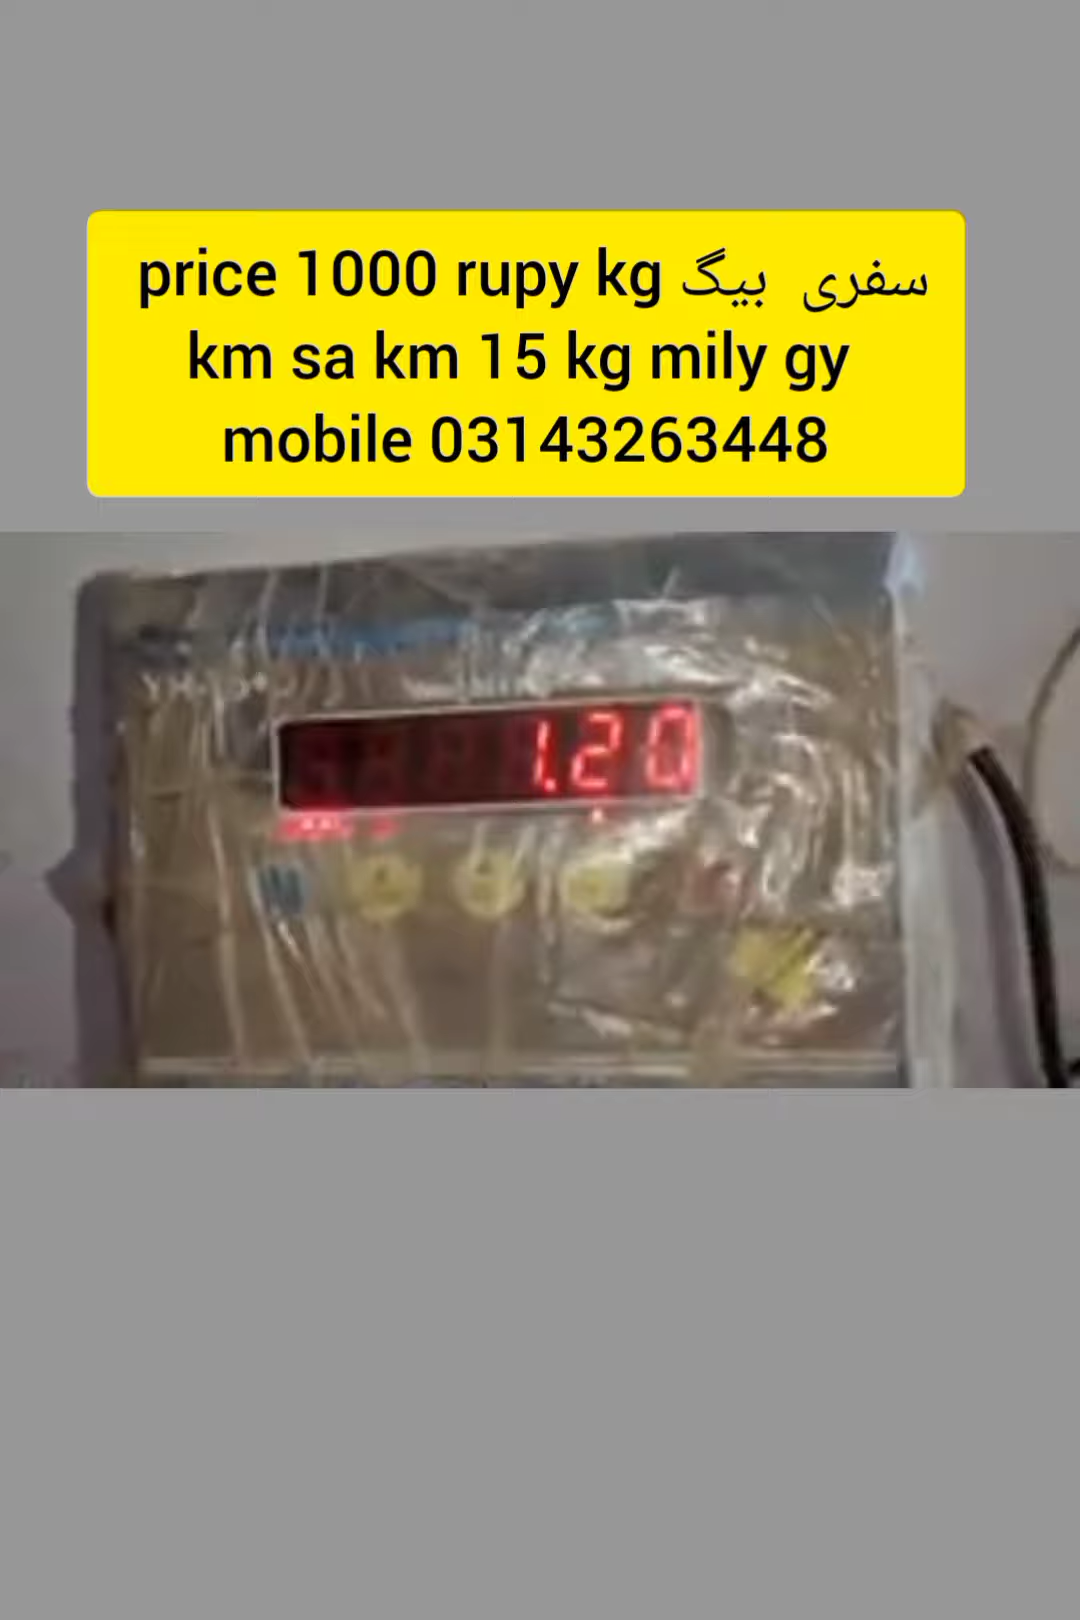 price 1000 rupy kg سفری بیگ
km sa km 15 kg mily gy
mobile 03143263448
1.20